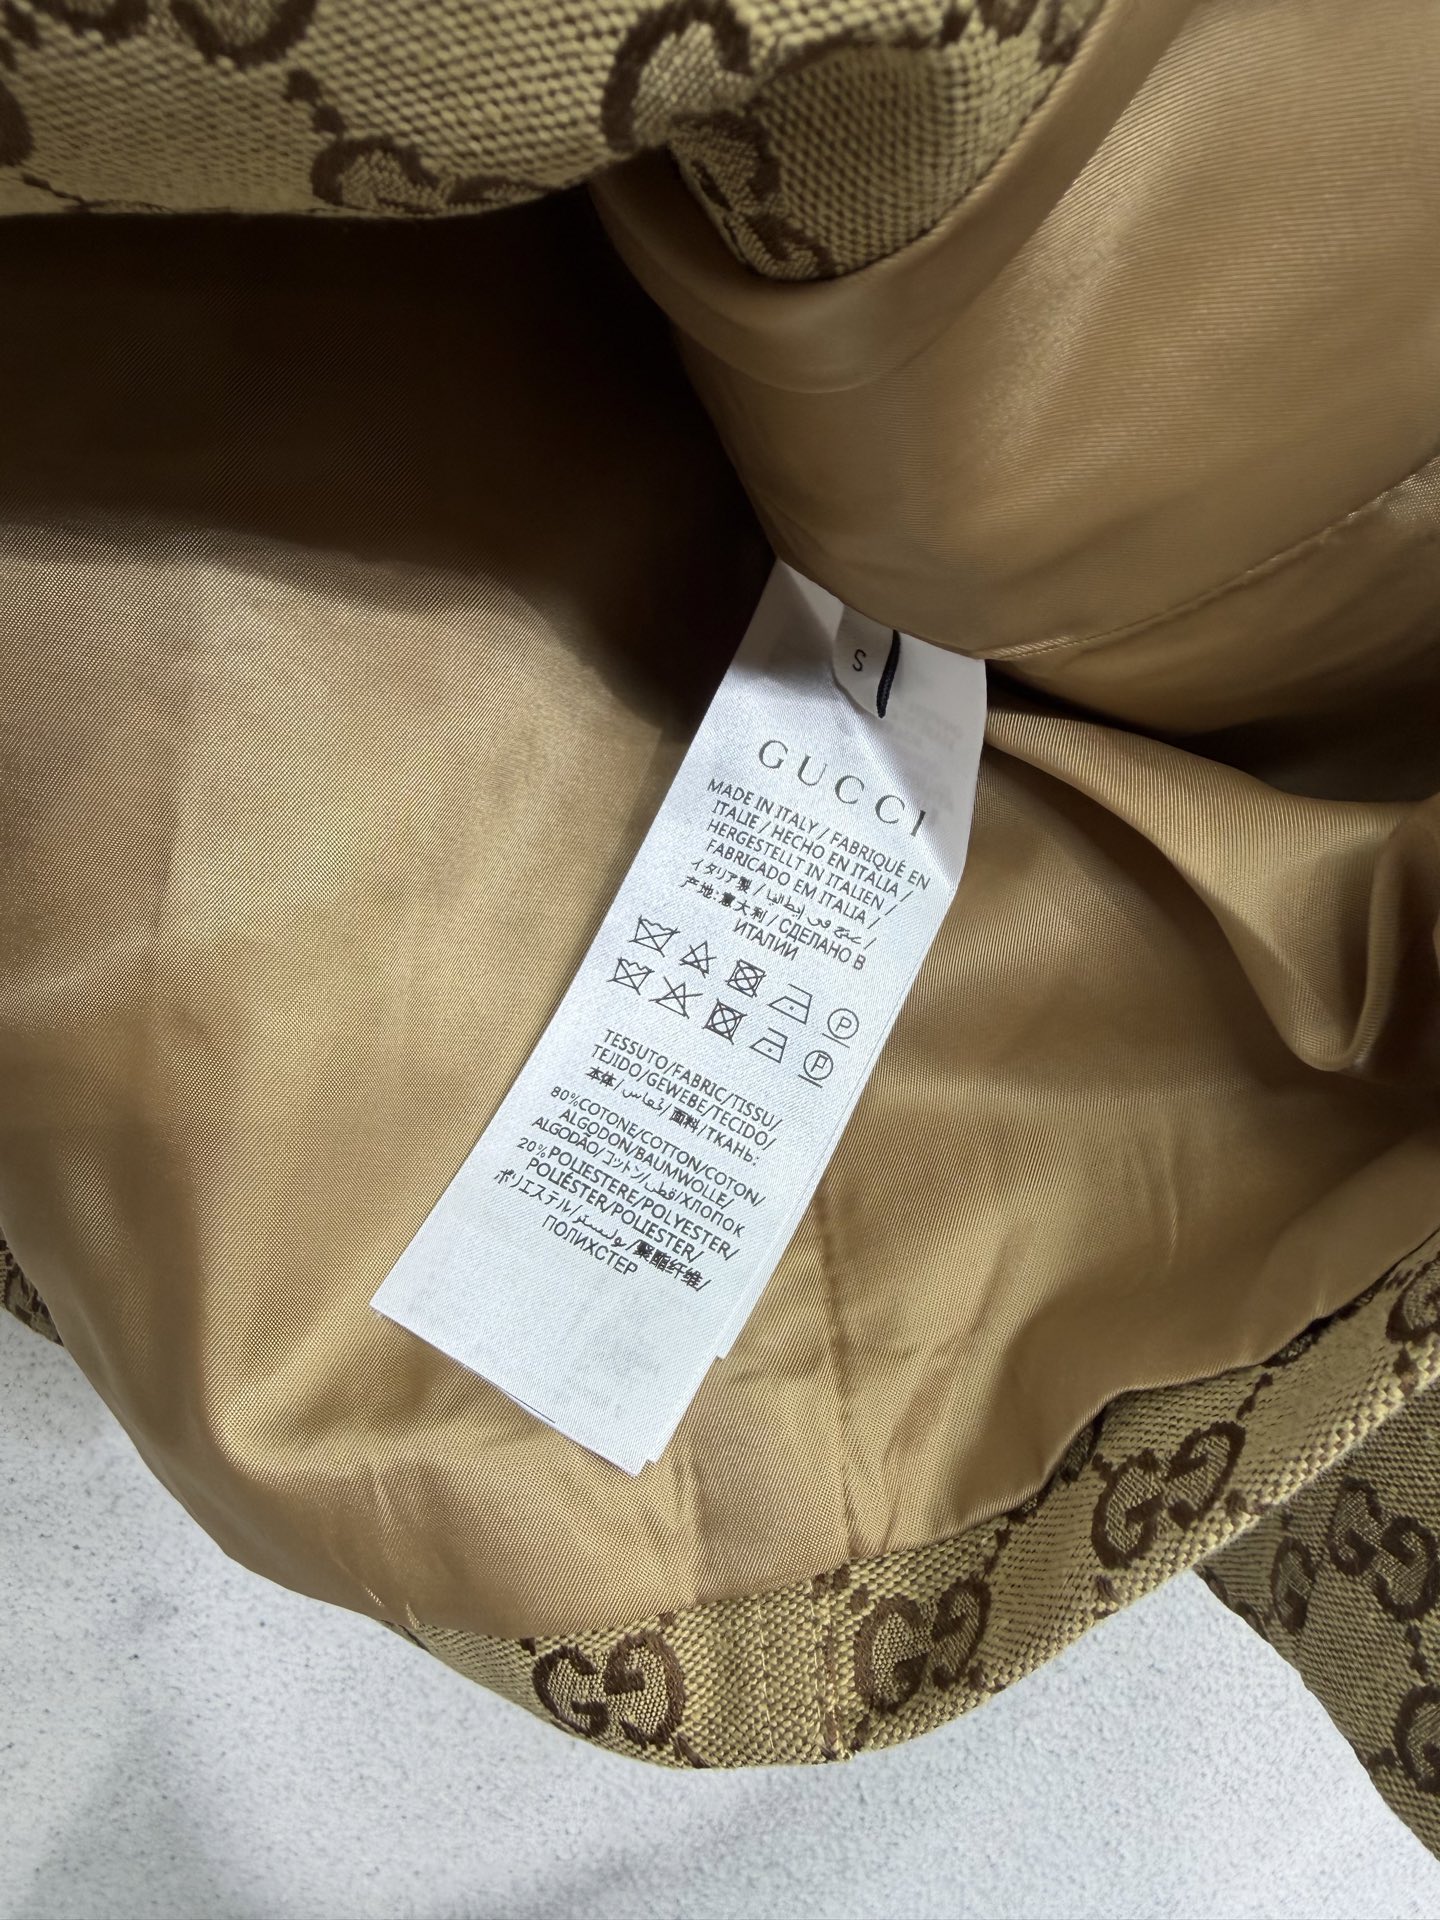 S
GUCCI
MADE IN ITALY / FABRIQUÉ EN
ITALIE / HECHO EN ITALIA /
HERGESTELLT IN ITALIEN /
FABRICADO EM ITALIA /
イタリア製 / صنع في إيطاليا /
产地:意大利 / СДЕЛАНО В
ИТАЛИИ
P
P
TESSUTO/FABRIC/TISSU/
TEJIDO/GEWEBE/TECIDO/
本体/قماش/面料/ТКАНЬ:
80%COTONE/COTTON/COTON/
ALGODON/BAUMWOLLE/
ALGODÃO/コットン/قطن/ХЛОПОК
20%POLIESTERE/POLYESTER/
POLIÉSTER/POLIESTER/
ポリエステル/بوليستر/聚酯纤维/
ПОЛИХСТЕР